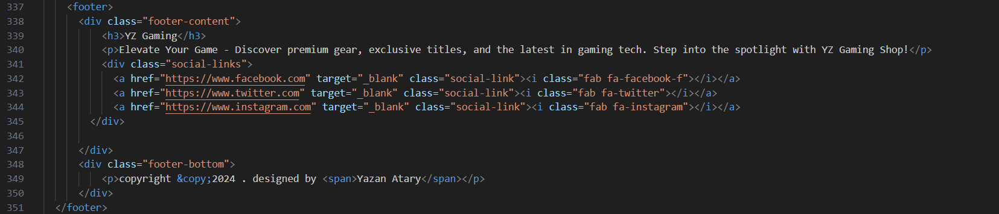 337 <footer>
338 <div class="footer-content">
339 <h3>YZ Gaming</h3>
340 <p>Elevate Your Game - Discover premium gear, exclusive titles, and the latest in gaming tech. Step into the spotlight with YZ Gaming Shop!</p>
341 <div class="social-links">
342 <a href="https://www.facebook.com" target="_blank" class="social-link"><i class="fab fa-facebook-f"></i></a>
343 <a href="https://www.twitter.com" target="_blank" class="social-link"><i class="fab fa-twitter"></i></a>
344 <a href="https://www.instagram.com" target="_blank" class="social-link"><i class="fab fa-instagram"></i></a>
345 </div>
346
347 </div>
348 <div class="footer-bottom">
349 <p>copyright &copy;2024 . designed by <span>Yazan Atary</span></p>
350 </div>
351 </footer>